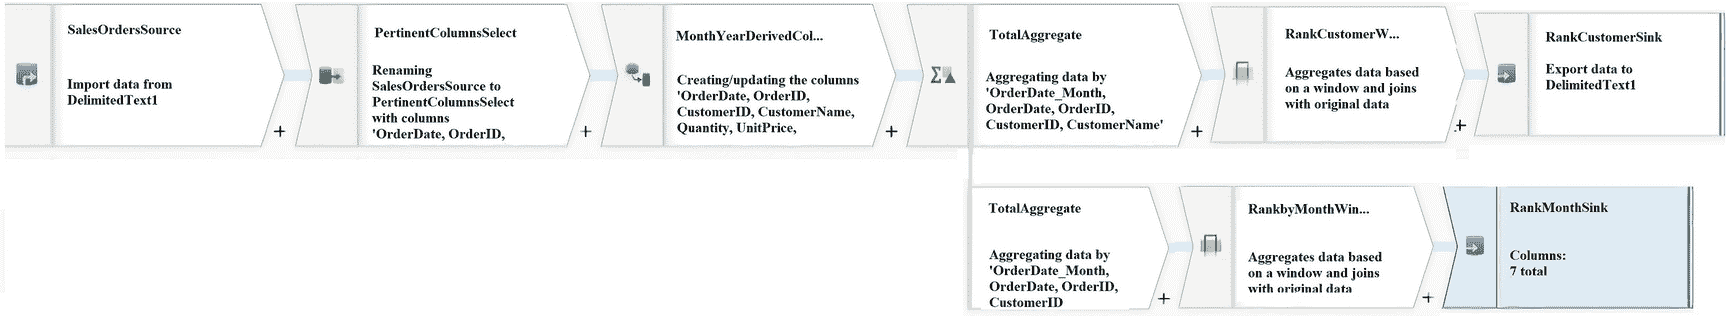 SalesOrdersSource
Import data from
DelimitedText1
+
PertinentColumnsSelect
Renaming
SalesOrdersSource to
PertinentColumnsSelect
with columns
'OrderDate, OrderID,
+
MonthYearDerivedCol...
Creating/updating the columns
'OrderDate, OrderID,
CustomerID, CustomerName,
Quantity, UnitPrice,
+
Σ
TotalAggregate
Aggregating data by
'OrderDate_Month,
OrderDate, OrderID,
CustomerID, CustomerName'
+
RankCustomerW...
Aggregates data based
on a window and joins
with original data
+
RankCustomerSink
Export data to
DelimitedText1
TotalAggregate
Aggregating data by
'OrderDate_Month,
OrderDate, OrderID,
CustomerID
+
RankbyMonthWin...
Aggregates data based
on a window and joins
with original data
+
RankMonthSink
Columns:
7 total